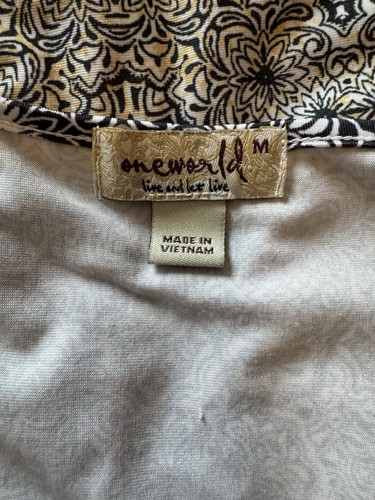 oneworld M
live and let live
MADE IN
VIETNAM